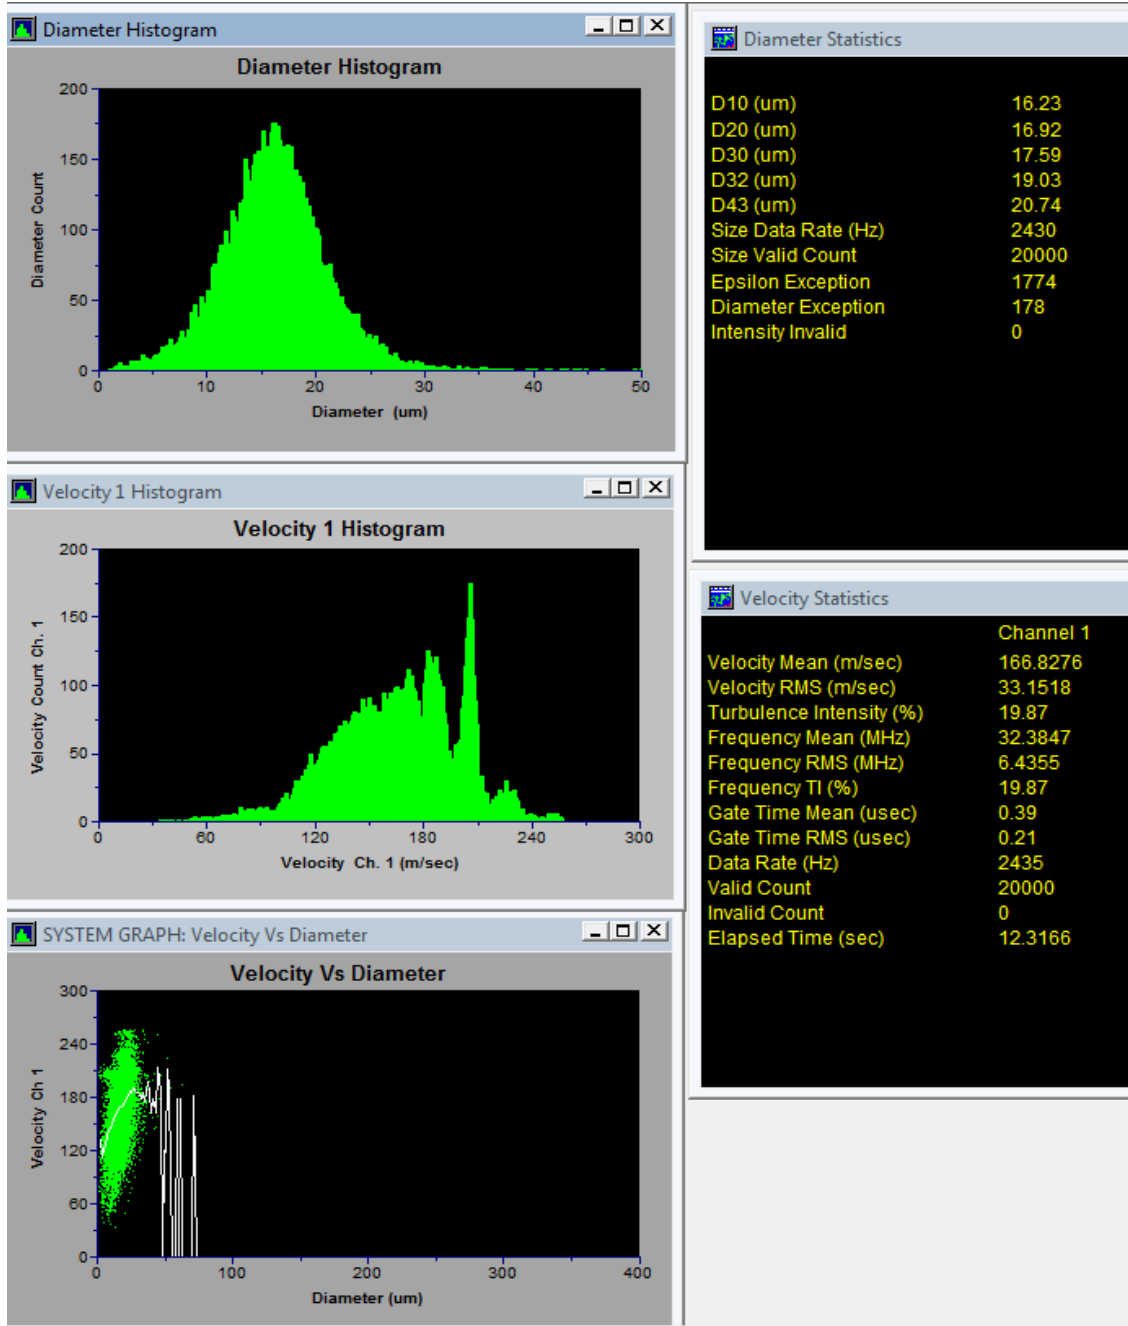 Diameter Histogram
Diameter Histogram
200
150
100
50
0
Diameter Count
0 10 20 30 40 50
Diameter (um)
Diameter Statistics
D10 (um) 16.23
D20 (um) 16.92
D30 (um) 17.59
D32 (um) 19.03
D43 (um) 20.74
Size Data Rate (Hz) 2430
Size Valid Count 20000
Epsilon Exception 1774
Diameter Exception 178
Intensity Invalid 0
Velocity 1 Histogram
Velocity 1 Histogram
200
150
100
50
0
Velocity Count Ch. 1
0 60 120 180 240 300
Velocity Ch. 1 (m/sec)
Velocity Statistics
Channel 1
Velocity Mean (m/sec) 166.8276
Velocity RMS (m/sec) 33.1518
Turbulence Intensity (%) 19.87
Frequency Mean (MHz) 32.3847
Frequency RMS (MHz) 6.4355
Frequency TI (%) 19.87
Gate Time Mean (usec) 0.39
Gate Time RMS (usec) 0.21
Data Rate (Hz) 2435
Valid Count 20000
Invalid Count 0
Elapsed Time (sec) 12.3166
SYSTEM GRAPH: Velocity Vs Diameter
Velocity Vs Diameter
300
240
180
120
60
0
Velocity Ch 1
0 100 200 300 400
Diameter (um)